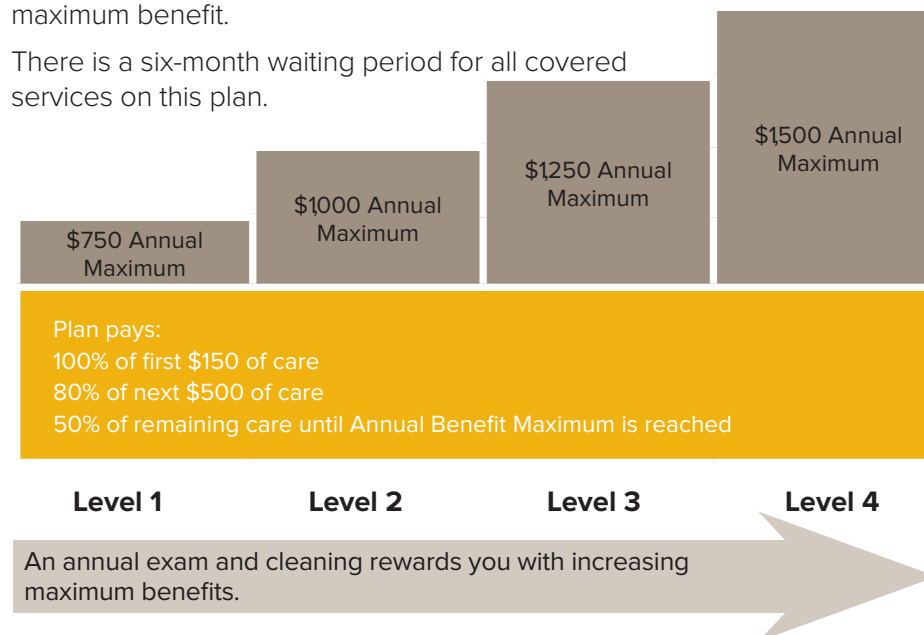 maximum benefit.
There is a six-month waiting period for all covered
services on this plan.
$750 Annual
Maximum
$1,000 Annual
Maximum
$1,250 Annual
Maximum
$1,500 Annual
Maximum
Plan pays:
100% of first $150 of care
80% of next $500 of care
50% of remaining care until Annual Benefit Maximum is reached
Level 1
Level 2
Level 3
Level 4
An annual exam and cleaning rewards you with increasing
maximum benefits.